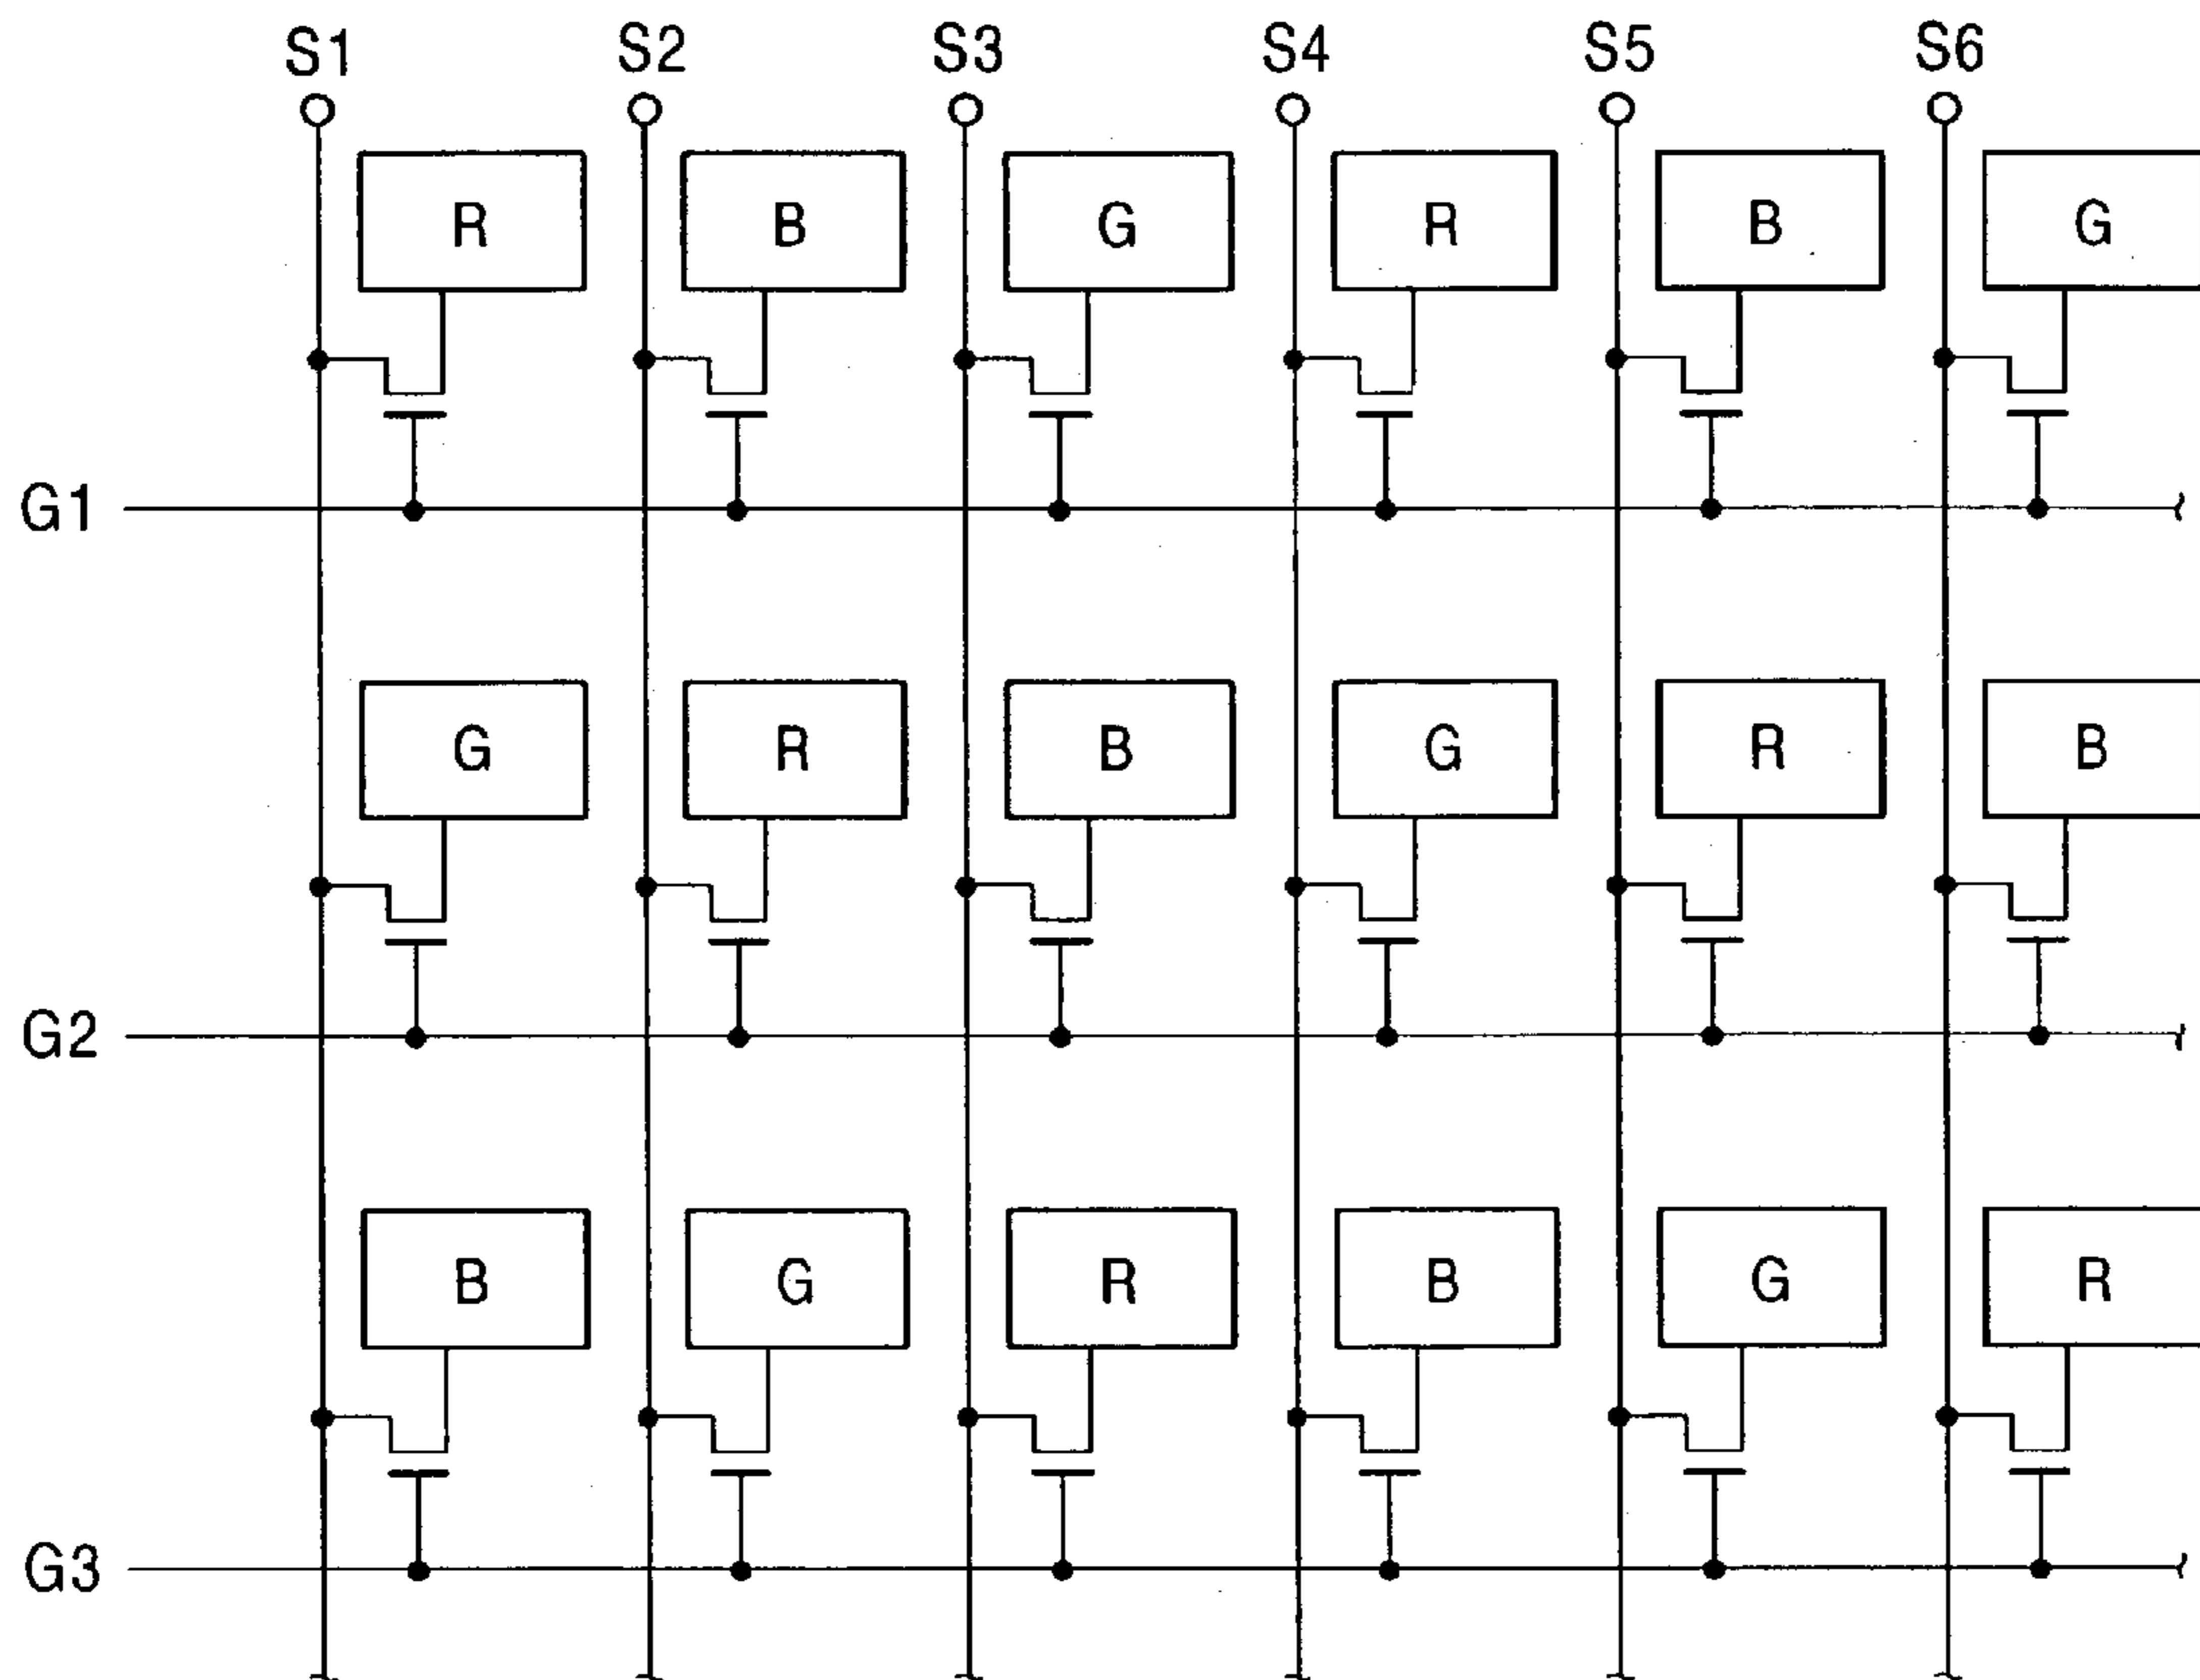 S1 S2 S3 S4 S5 S6
R B G R B G
G1
G R B G R B
G2
B G R B G R
G3